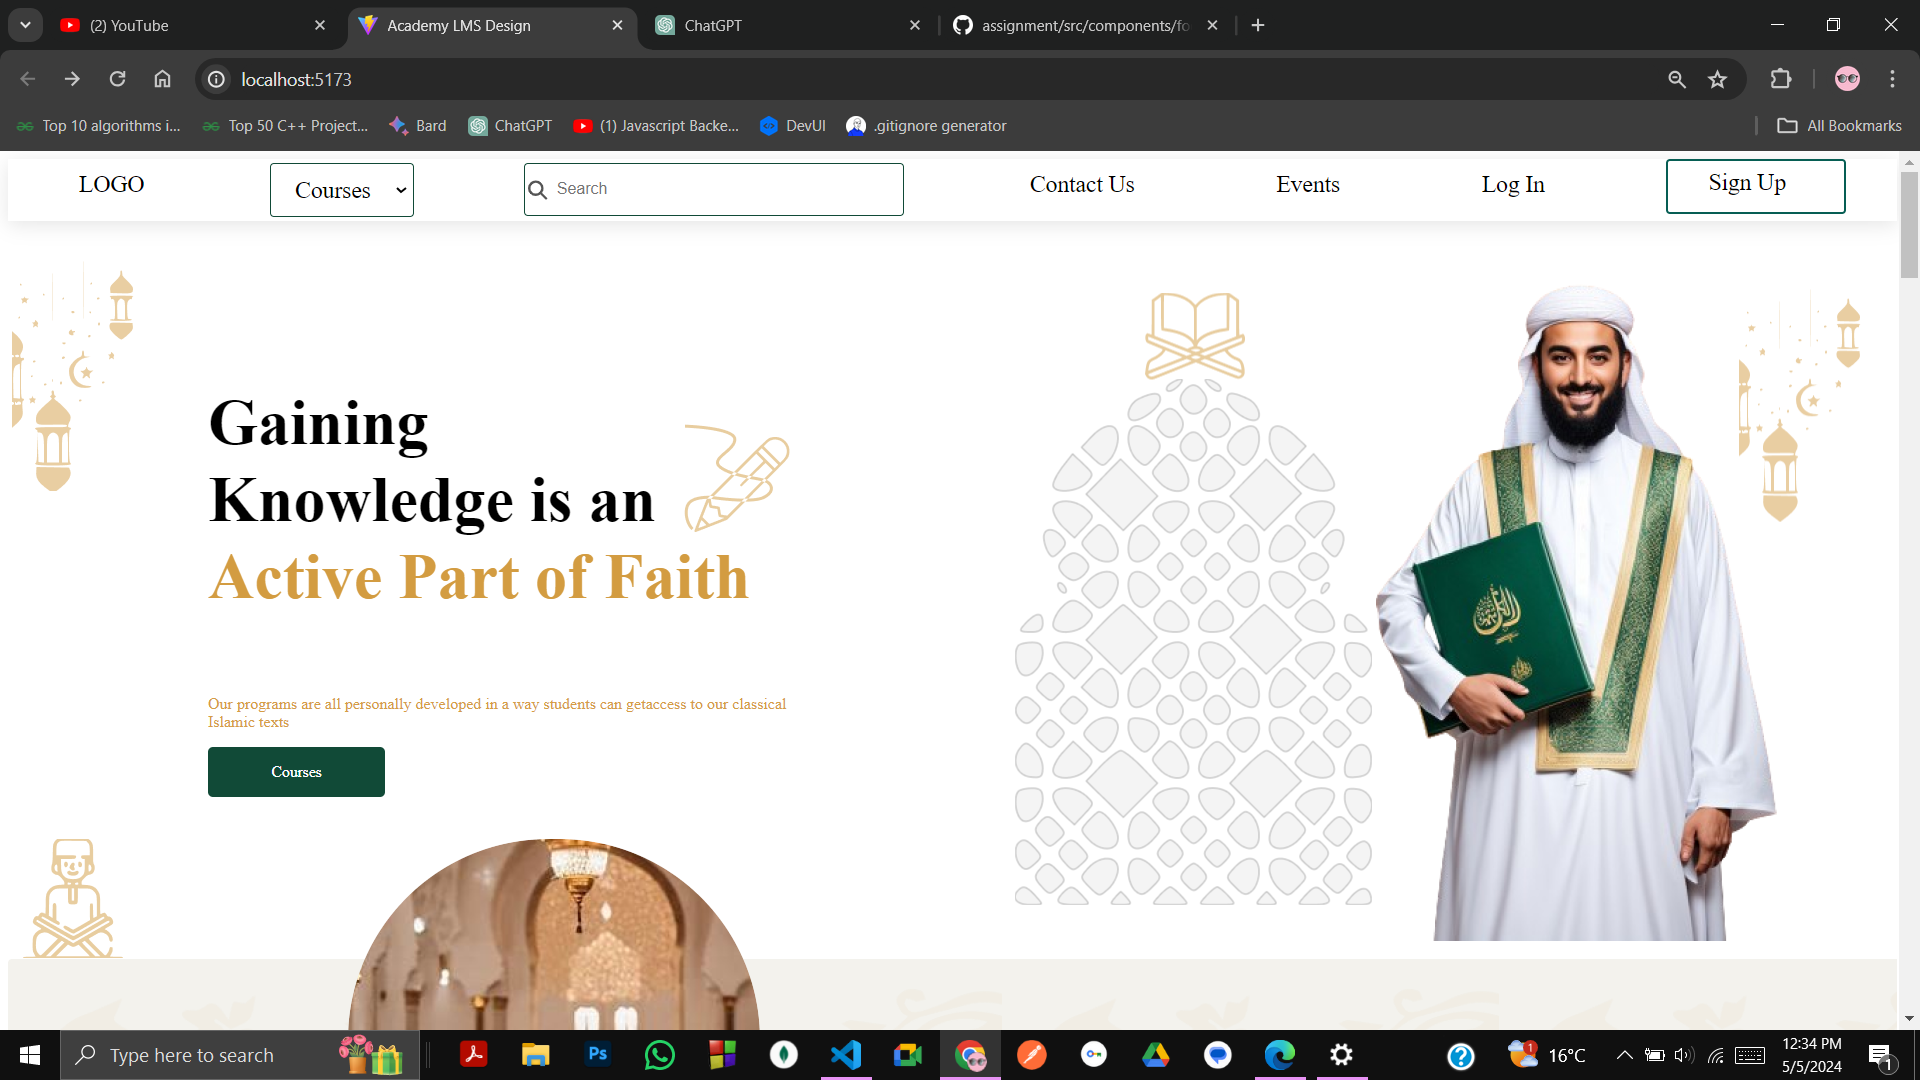 (2) YouTube
Academy LMS Design
ChatGPT
assignment/src/components/fo
localhost:5173
Top 10 algorithms i...
Top 50 C++ Project...
Bard
ChatGPT
(1) Javascript Backe...
DevUI
.gitignore generator
All Bookmarks
LOGO
Courses
Search
Contact Us
Events
Log In
Sign Up
Gaining
Knowledge is an
Active Part of Faith
Our programs are all personally developed in a way students can getaccess to our classical
Islamic texts
Courses
Type here to search
Ps
1
16°C
12:34 PM
5/5/2024
1